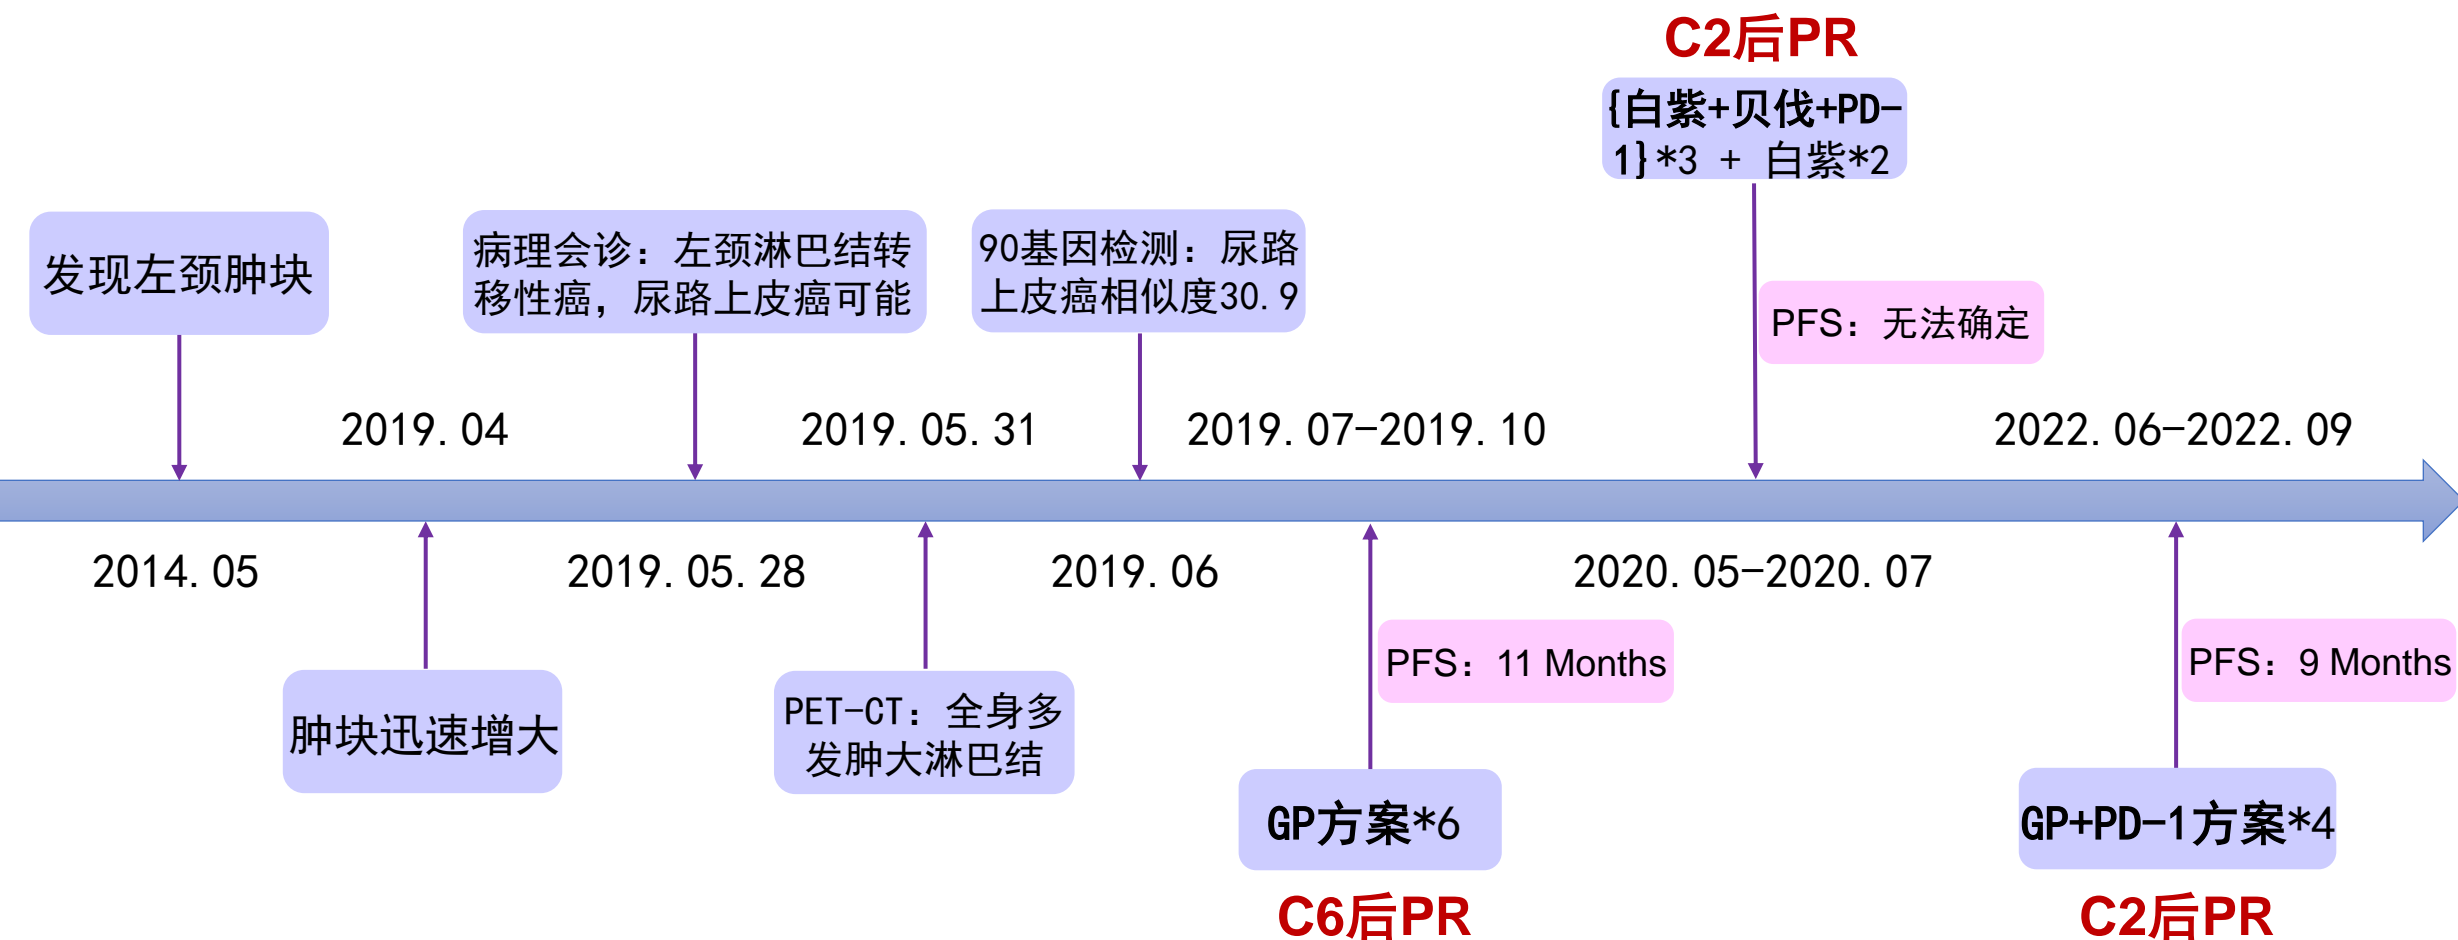 C2后PR
{白紫+贝伐+PD-
1}*3 + 白紫*2
发现左颈肿块
病理会诊：左颈淋巴结转
移性癌，尿路上皮癌可能
90基因检测：尿路
上皮癌相似度30.9
PFS：无法确定
2019.04
2019.05.31
2019.07-2019.10
2022.06-2022.09
2014.05
2019.05.28
2019.06
2020.05-2020.07
肿块迅速增大
PET-CT：全身多
发肿大淋巴结
PFS：11 Months
PFS：9 Months
GP方案*6
GP+PD-1方案*4
C6后PR
C2后PR